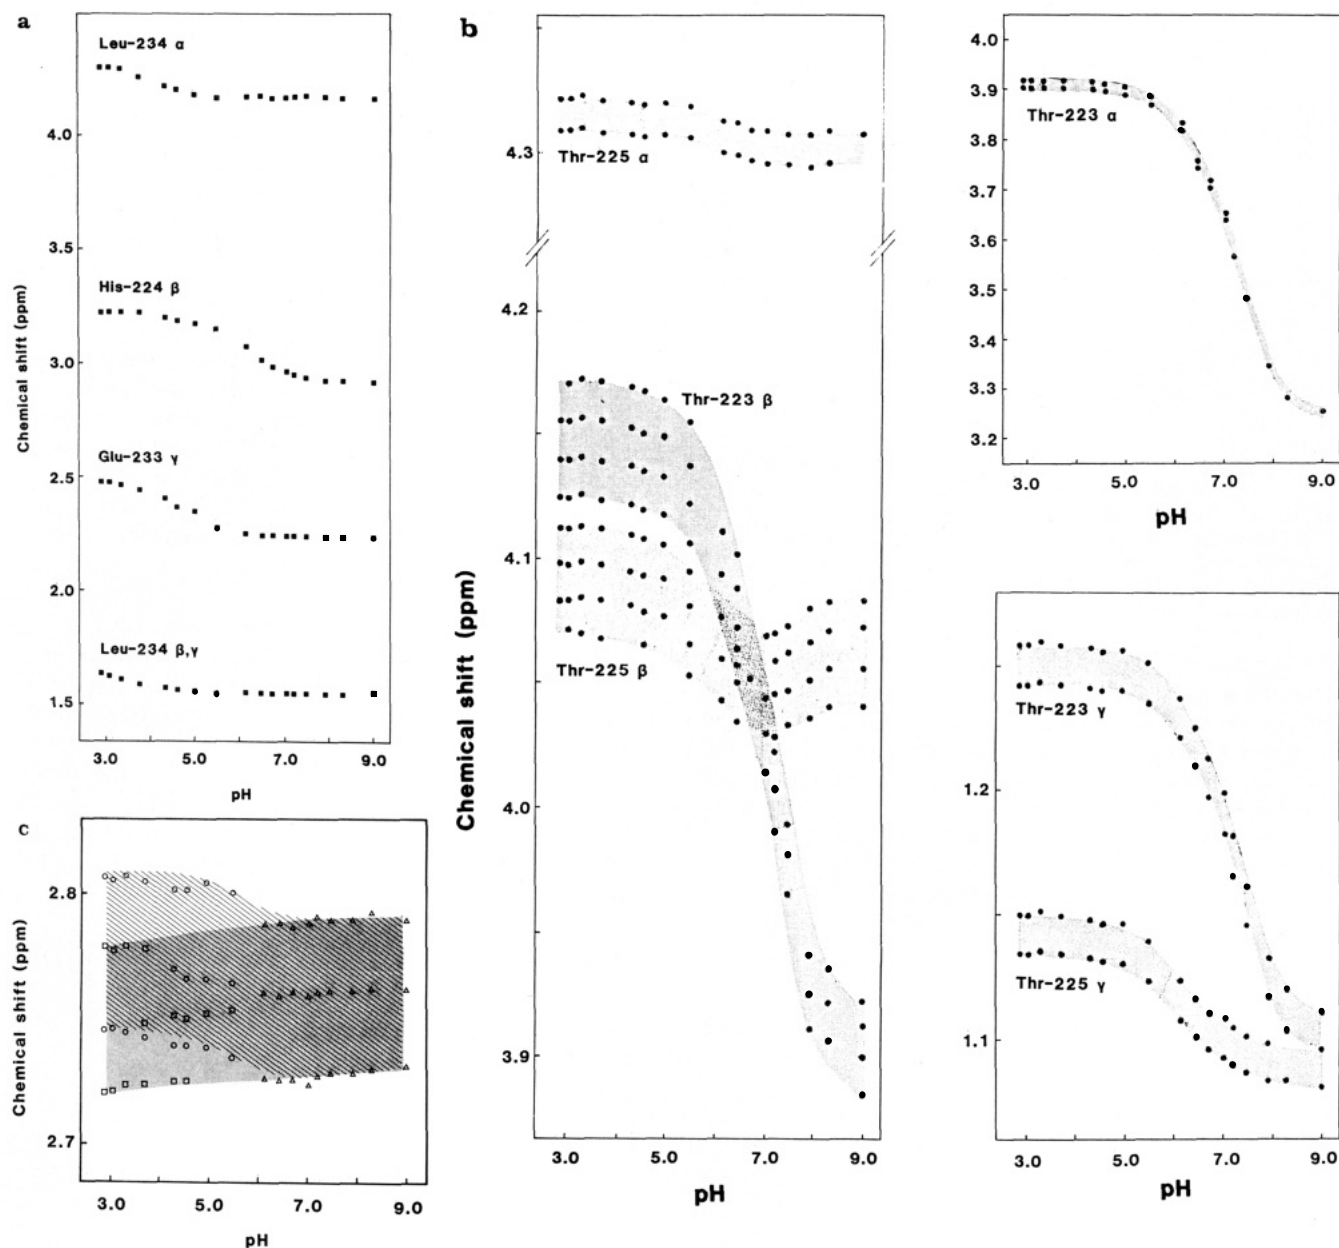 a
Leu-234 α
4.0
3.5
His-224 β
3.0
Glu-233 γ
2.5
2.0
Leu-234 β,γ
1.5
Chemical shift (ppm)
3.0
5.0
7.0
9.0
pH
b
Thr-225 α
4.3
4.2
Thr-223 β
4.1
Thr-225 β
4.0
3.9
Chemical shift (ppm)
3.0
5.0
7.0
9.0
pH
4.0
3.9
Thr-223 α
3.8
3.7
3.6
3.5
3.4
3.3
3.2
3.0
5.0
7.0
9.0
pH
Thr-223 γ
1.2
Thr-225 γ
1.1
3.0
5.0
7.0
9.0
pH
c
2.8
2.7
Chemical shift (ppm)
3.0
5.0
7.0
9.0
pH